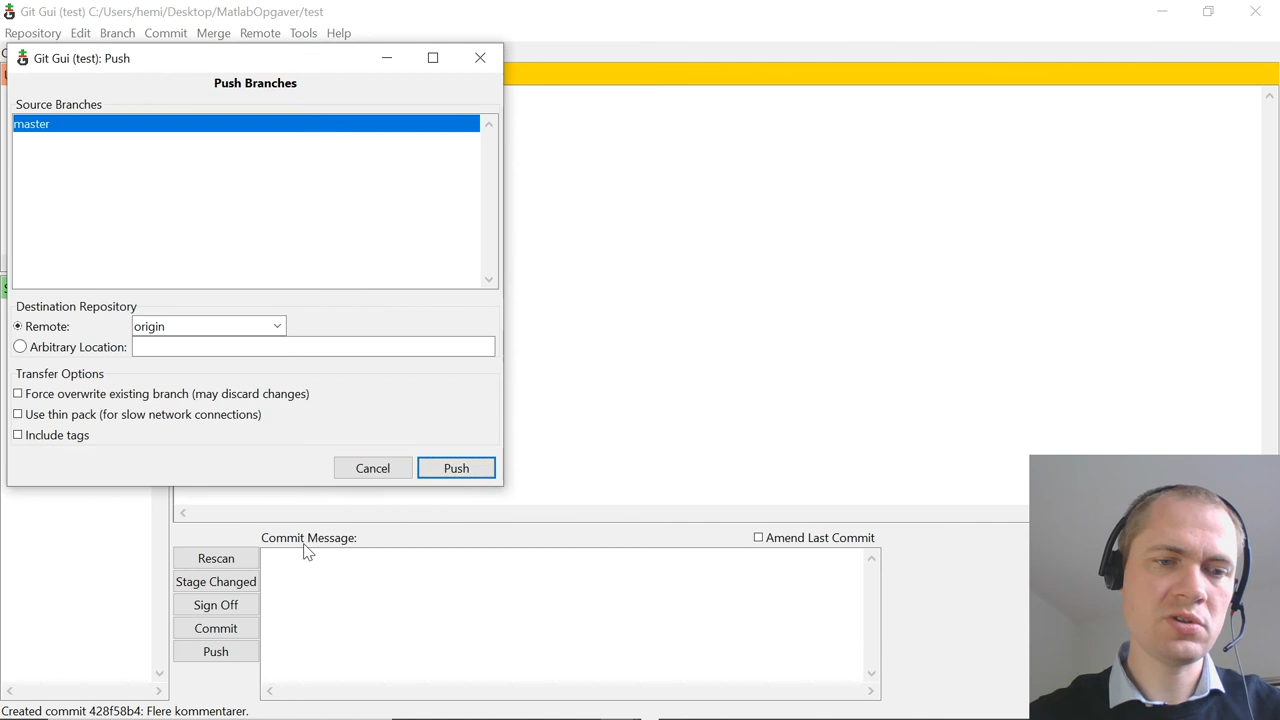 Git Gui (test) C:/Users/hemi/Desktop/MatlabOpgaver/test
Repository Edit Branch Commit Merge Remote Tools Help
Git Gui (test): Push
Push Branches
Source Branches
master
Destination Repository
Remote: origin
Arbitrary Location:
Transfer Options
Force overwrite existing branch (may discard changes)
Use thin pack (for slow network connections)
Include tags
Cancel Push
Commit Message: Amend Last Commit
Rescan
Stage Changed
Sign Off
Commit
Push
Created commit 428f58b4: Flere kommentarer.